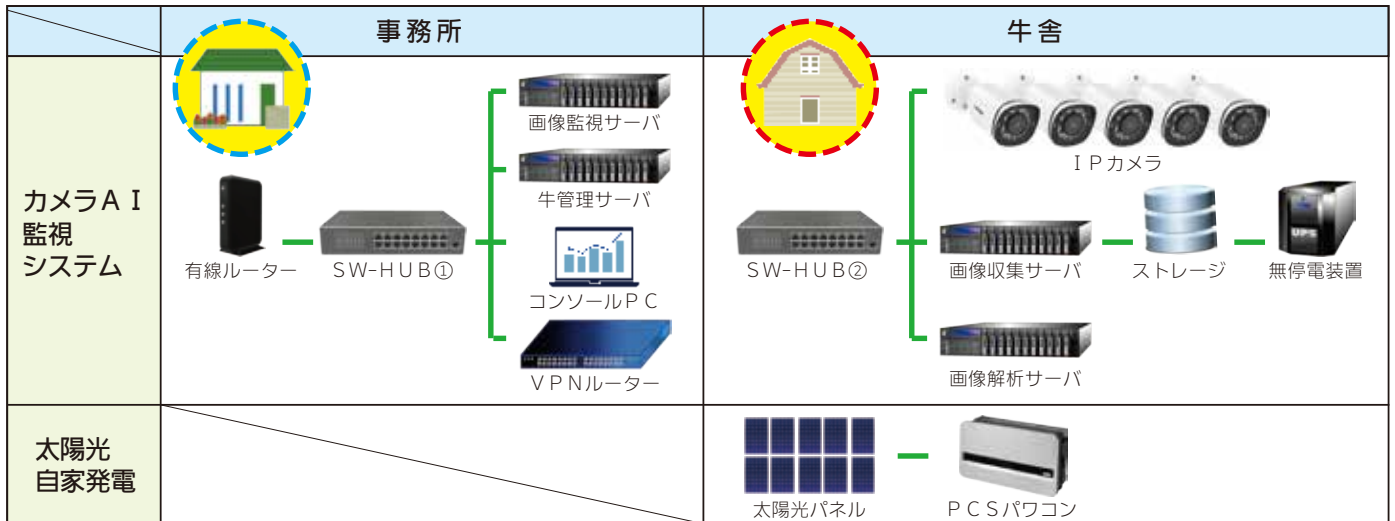 事務所
牛舎
カメラＡＩ
監視
システム
画像監視サーバ
牛管理サーバ
有線ルーター
SW-HUB①
コンソールＰＣ
ＶＰＮルーター
ＩＰカメラ
SW-HUB②
画像収集サーバ
ストレージ
UPS
無停電装置
画像解析サーバ
太陽光
自家発電
太陽光パネル
ＰＣＳパワコン